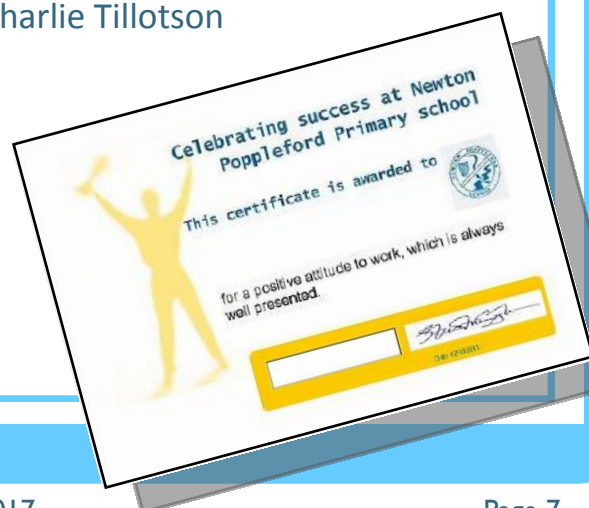 harlie Tillotson
Celebrating success at Newton
Poppleford Primary school
This certificate is awarded to
for a positive attitude to work, which is always
well presented.
Page 7